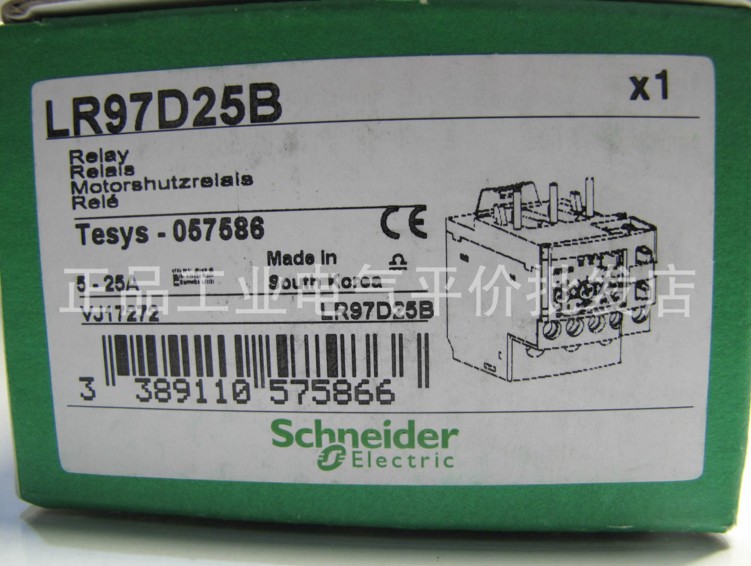 LR97D25B x1
Relay
Relais
Motorshutzrelais
Relé
Tesys - 057586 CE
5 - 25A Made in South Korea
正品工业电气平价批发店
VJ17272 LR97D25B
3 389110 575866
Schneider
Electric